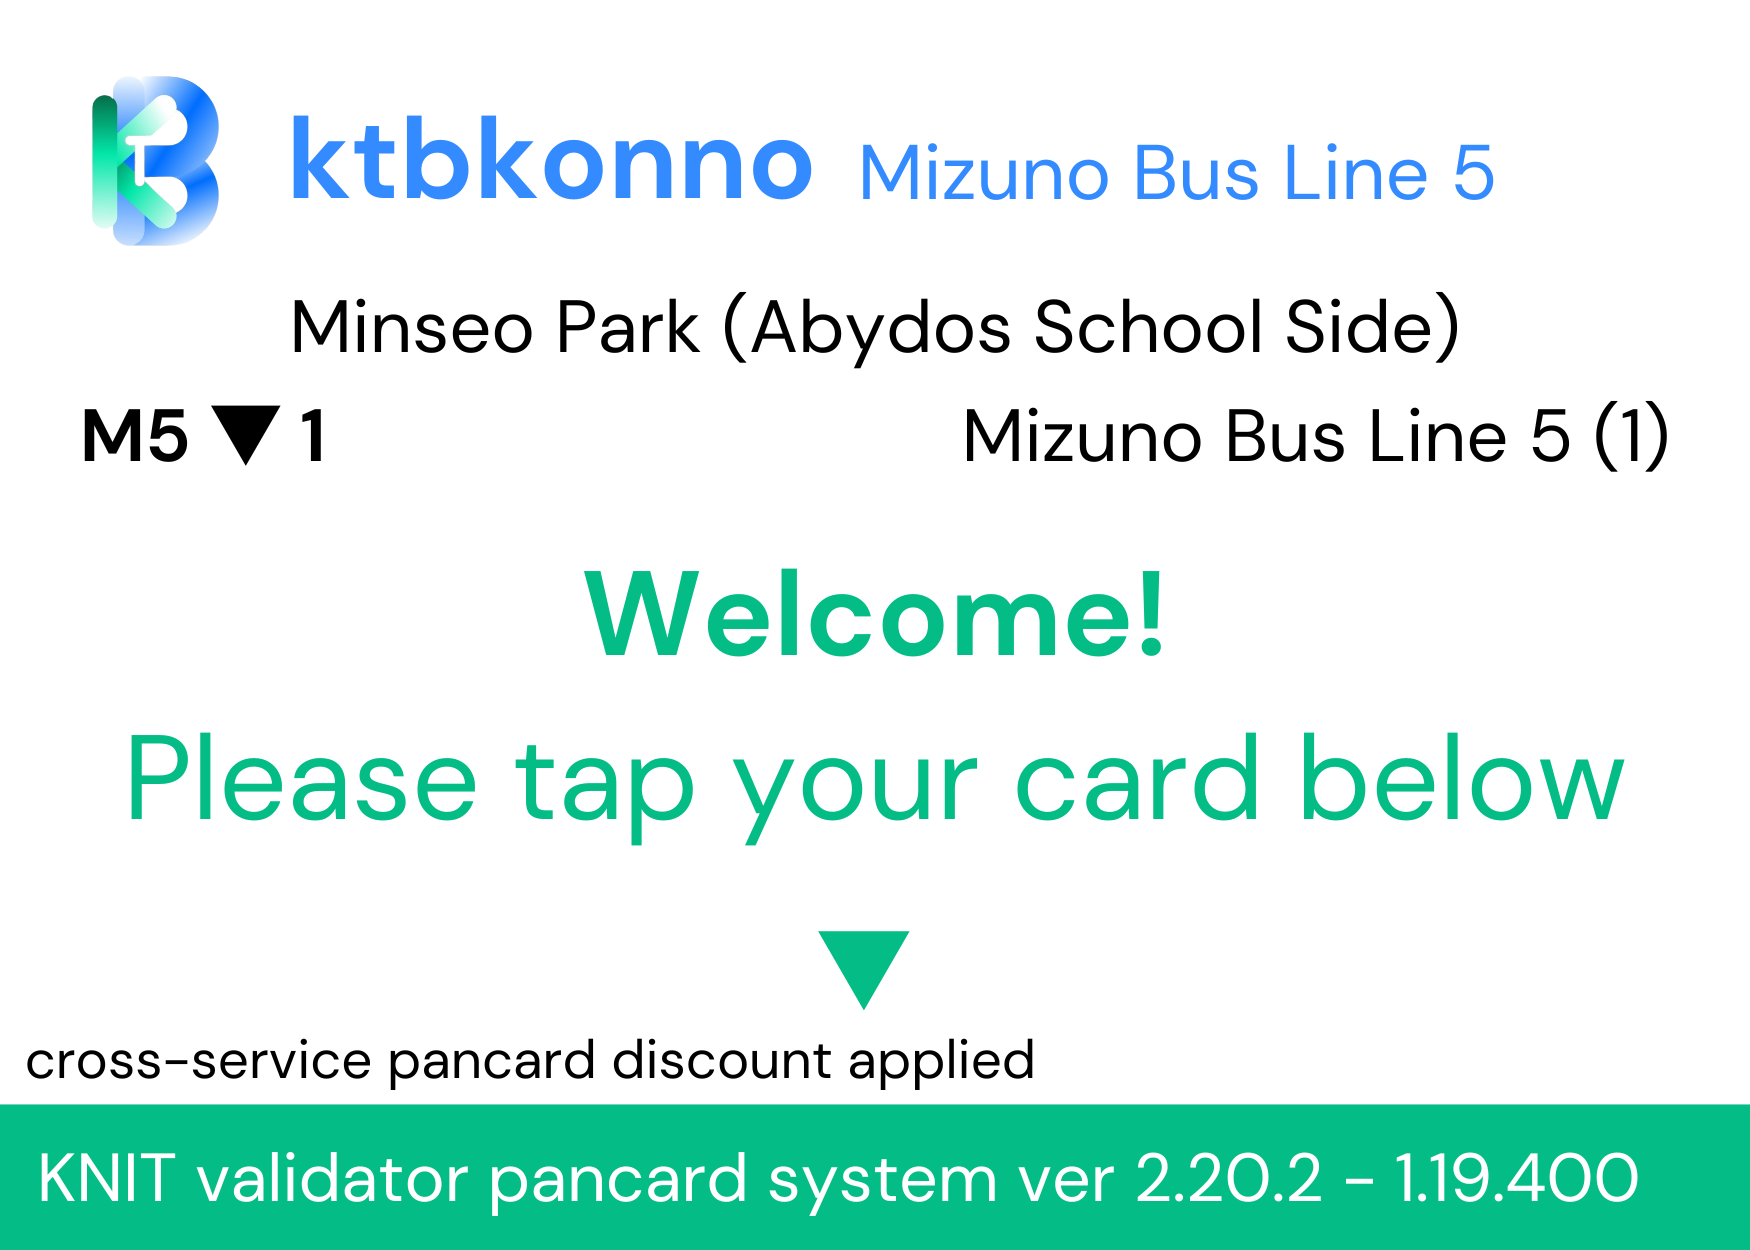 ktbkonno Mizuno Bus Line 5
Minseo Park (Abydos School Side)
M5 ▼ 1 Mizuno Bus Line 5 (1)
Welcome!
Please tap your card below
▼
cross-service pancard discount applied
KNIT validator pancard system ver 2.20.2 - 1.19.400